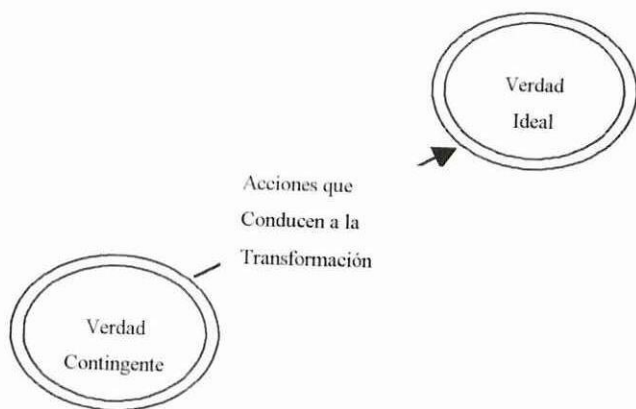 Verdad
Ideal
Acciones que
Conducen a la
Transformación
Verdad
Contingente